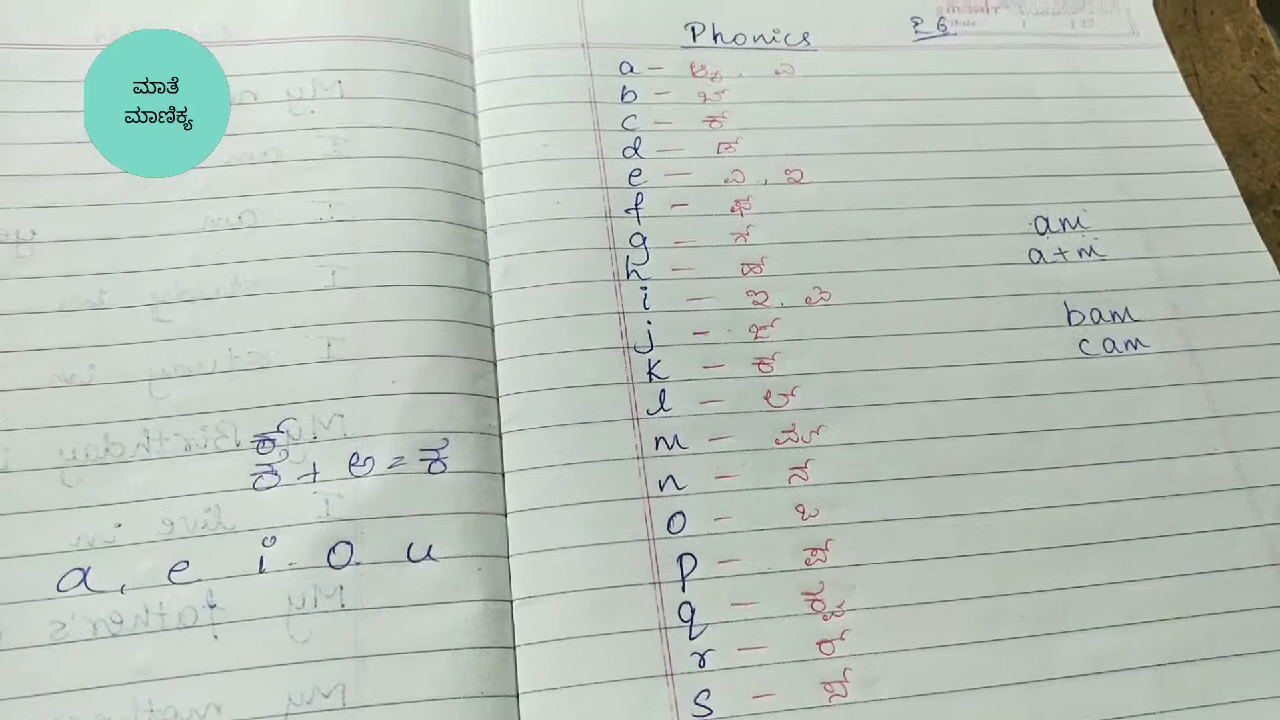 ಮಾತೆ
ಮಾಣಿಕ್ಯ
ಕ್
ಕ್ + ಅ = ಕ
a, e i. o u
Phonics
a - ಆ್ಯ. ಎ
b - ಬ್
c - ಕ್
d - ಡ್
e - ಎ, ಇ
f - ಫ್
g - ಗ್
h - ಹ್
i - ಇ. ಐ
j - ಜ್
k - ಕ್
l - ಲ್
m - ಮ್
n - ನ್
o - ಒ
p - ಪ್
q - ಕ್ವ
r - ರ್
s - ಸ್
am
a+m
bam
cam